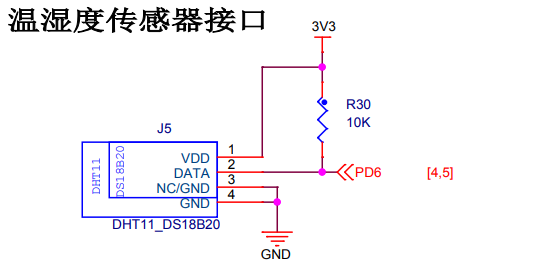 温湿度传感器接口
3V3
R30
10K
J5
DHT11
DS18B20
VDD 1
DATA 2
NC/GND 3
GND 4
PD6 [4,5]
DHT11_DS18B20
GND